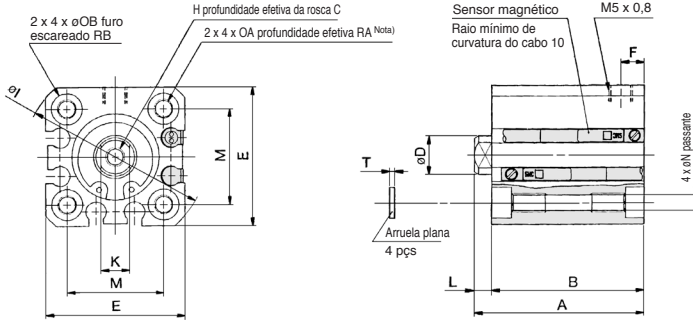 H profundidade efetiva da rosca C
2 x 4 x øOB furo
escareado RB
2 x 4 x OA profundidade efetiva RA Nota)
øI
M
E
K
M
E
Sensor magnético
Raio mínimo de
curvatura do cabo 10
M5 x 0,8
F
øD
T
4 x øN passante
Arruela plana
4 pçs
L
B
A